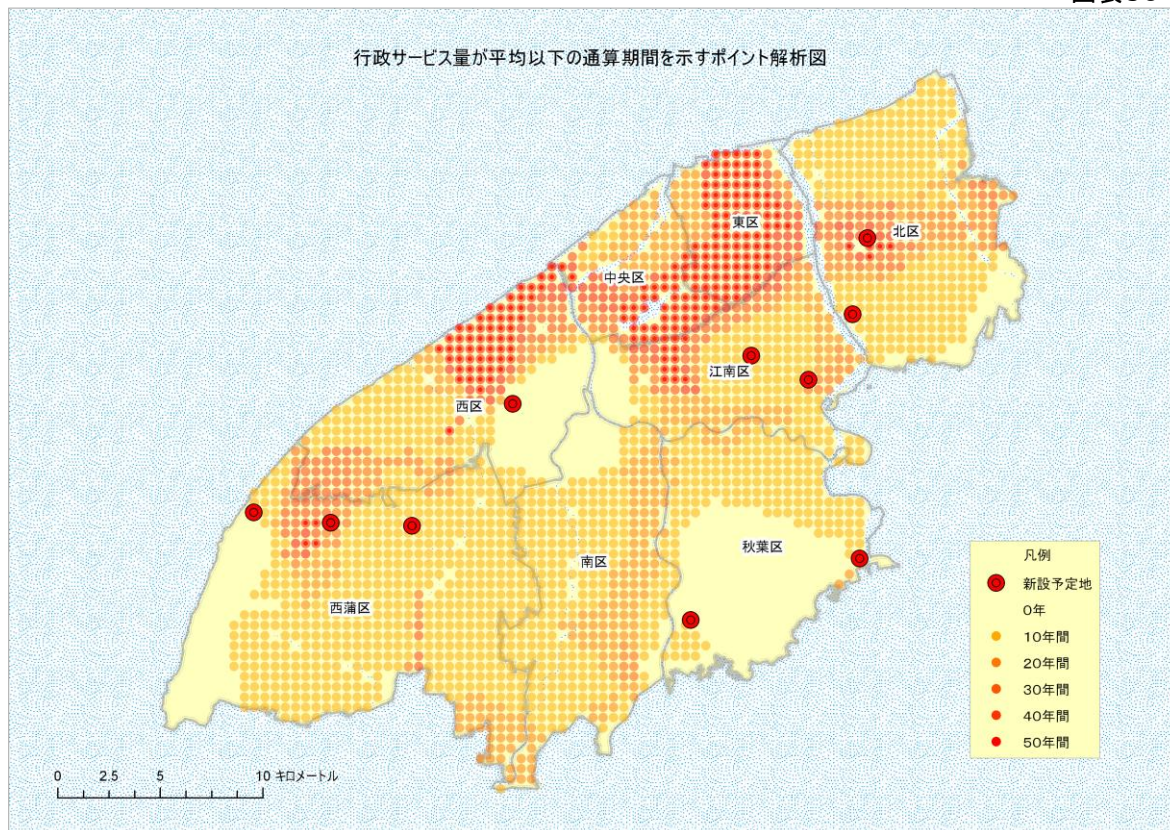 行政サービス量が平均以下の通算期間を示すポイント解析図
東区
北区
中央区
江南区
西区
秋葉区
南区
西蒲区
凡例
新設予定地
0年
10年間
20年間
30年間
40年間
50年間
0 2.5 5 10 キロメートル